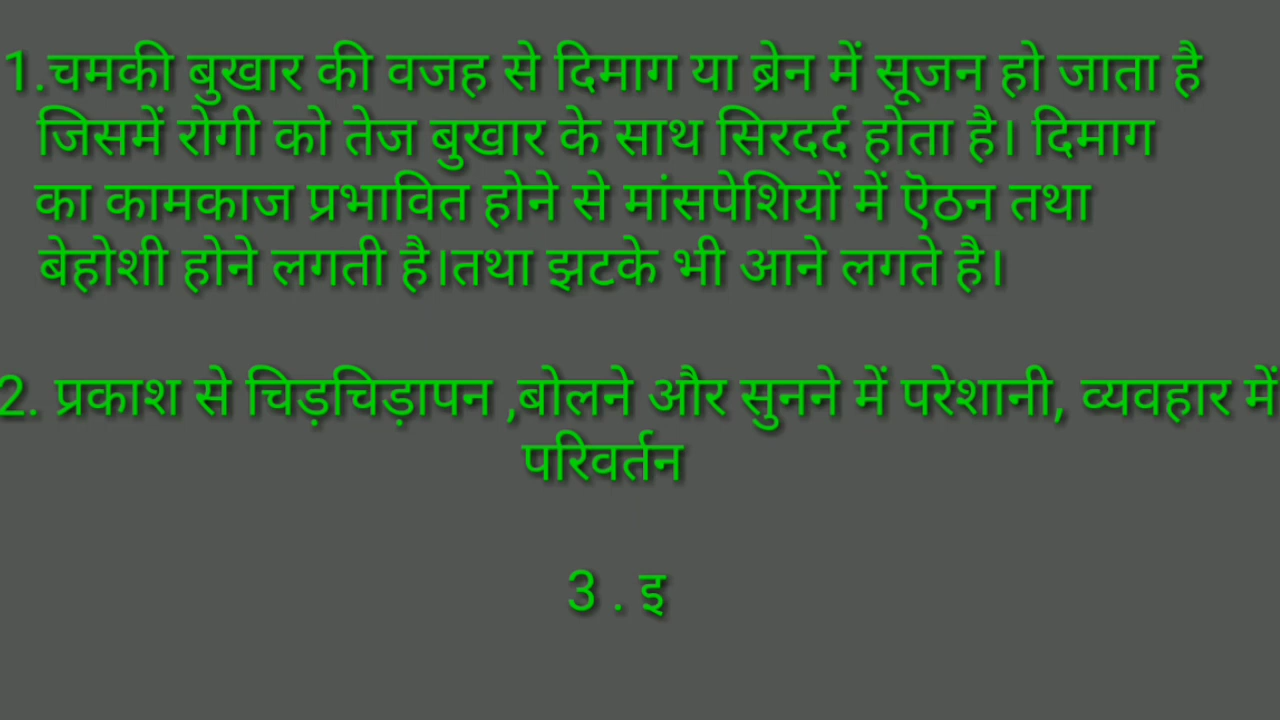 1.चमकी बुखार की वजह से दिमाग या ब्रेन में सूजन हो जाता है
जिसमें रोगी को तेज बुखार के साथ सिरदर्द होता है। दिमाग
का कामकाज प्रभावित होने से मांसपेशियों में ऎठन तथा
बेहोशी होने लगती है।तथा झटके भी आने लगते है।
2. प्रकाश से चिड़चिड़ापन ,बोलने और सुनने में परेशानी, व्यवहार में
परिवर्तन
3 . इ